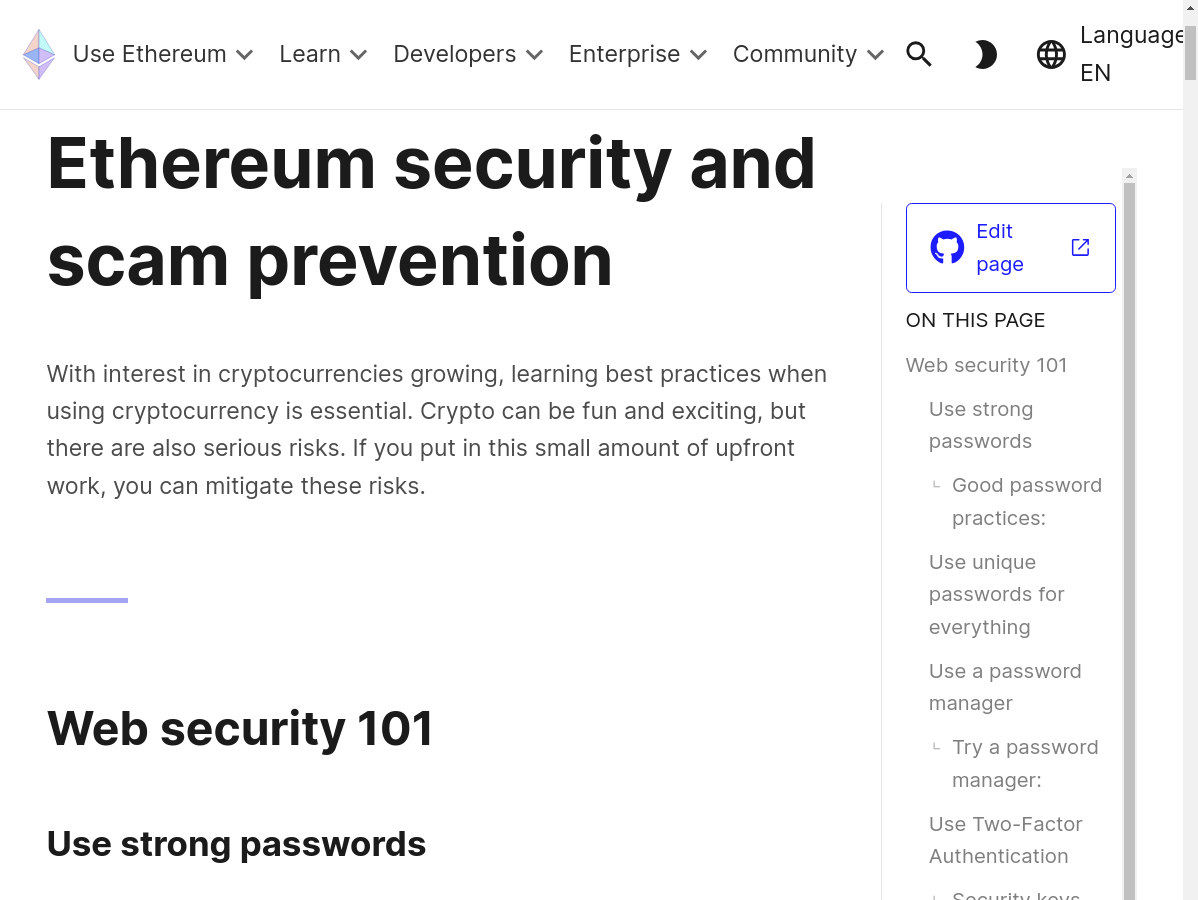 Use Ethereum Learn Developers Enterprise Community
Language
EN
Ethereum security and
scam prevention
With interest in cryptocurrencies growing, learning best practices when
using cryptocurrency is essential. Crypto can be fun and exciting, but
there are also serious risks. If you put in this small amount of upfront
work, you can mitigate these risks.
Web security 101
Use strong passwords
Edit
page
ON THIS PAGE
Web security 101
Use strong
passwords
Good password
practices:
Use unique
passwords for
everything
Use a password
manager
Try a password
manager:
Use Two-Factor
Authentication
Security keys